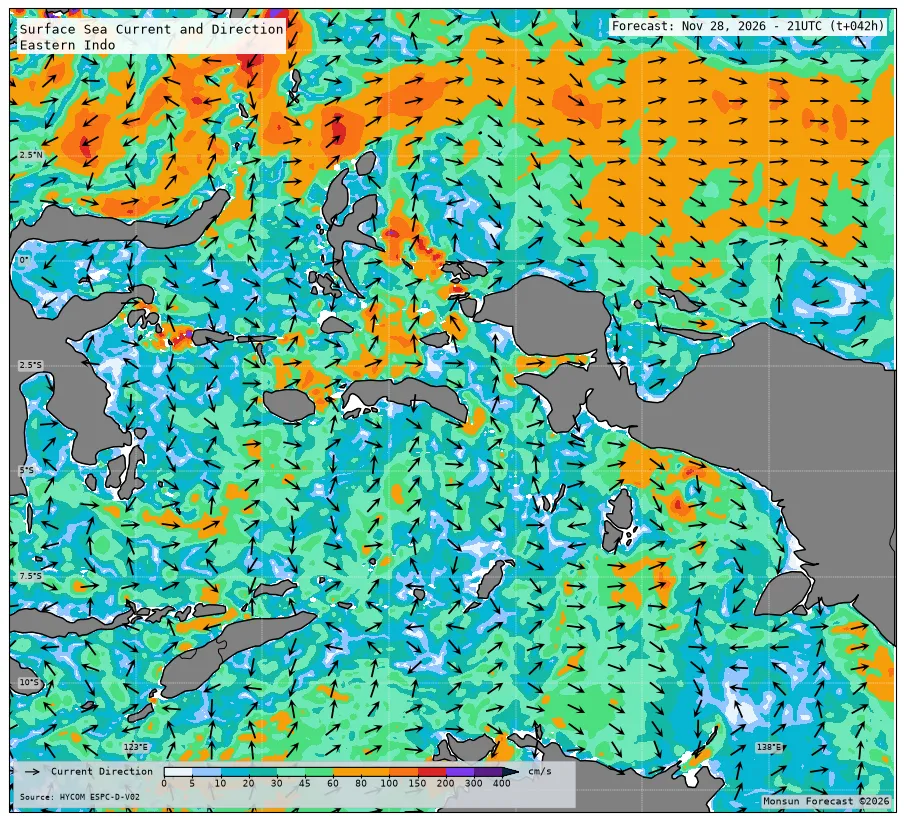 Surface Sea Current and Direction
Eastern Indo
Forecast: Nov 28, 2026 - 21UTC (t+042h)
2.5°N
0°
2.5°S
5°S
7.5°S
10°S
123°E
138°E
Current Direction
0 5 10 20 30 45 60 80 100 150 200 300 400
cm/s
Source: HYCOM ESPC-D-V02
Monsun Forecast ©2026